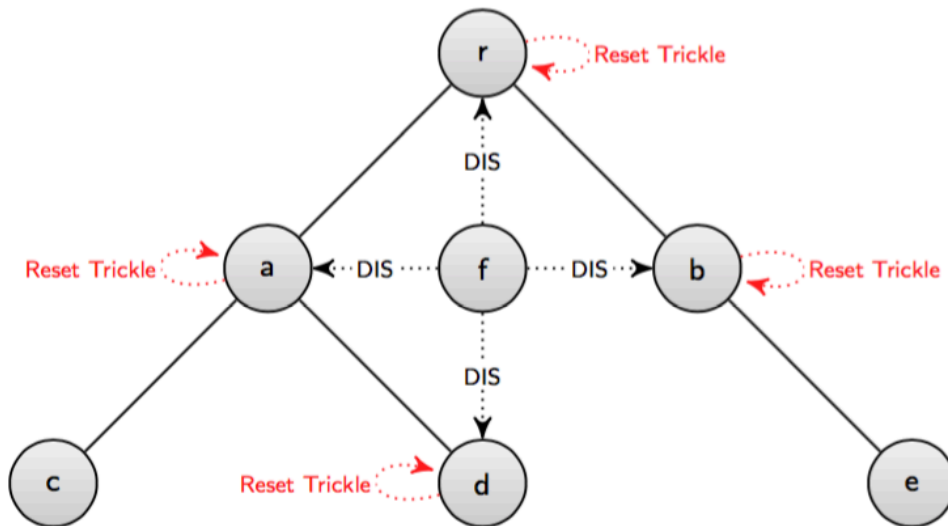 r
Reset Trickle
DIS
Reset Trickle
a
DIS
f
DIS
b
Reset Trickle
DIS
c
Reset Trickle
d
e